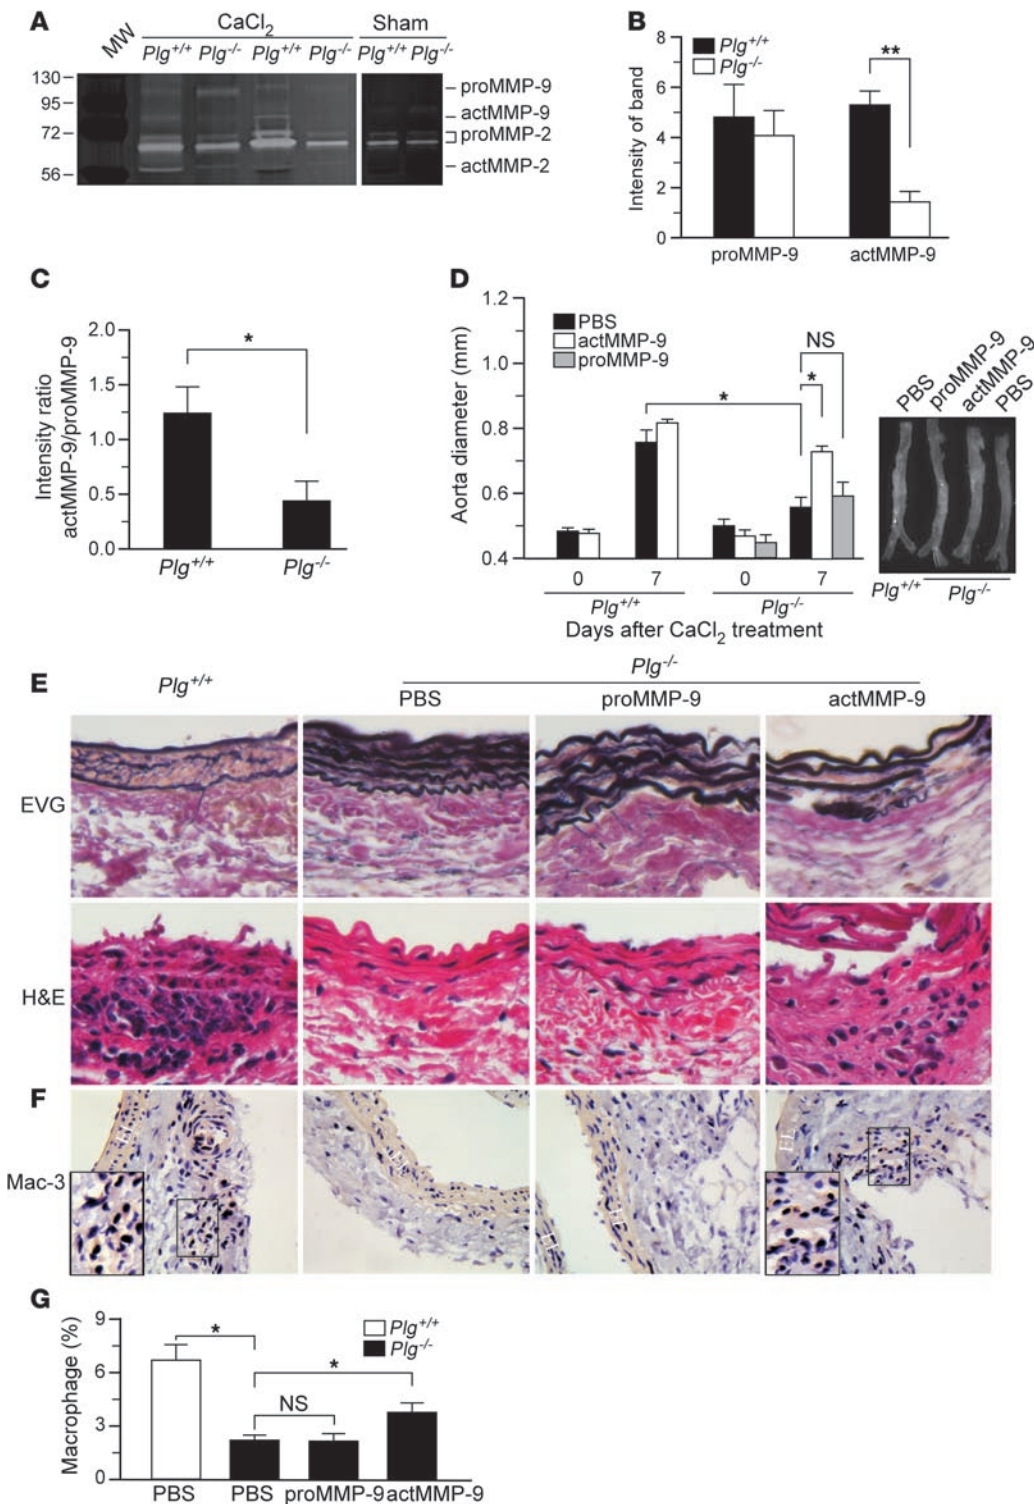 A
CaCl2
Sham
MW
Plg+/+ Plg-/- Plg+/+ Plg-/- Plg+/+ Plg-/-
130
95
72
56
proMMP-9
actMMP-9
proMMP-2
actMMP-2
B
Plg+/+
Plg-/-
**
Intensity of band
8
6
4
2
0
proMMP-9 actMMP-9
C
Intensity ratio
actMMP-9/proMMP-9
2.0
1.5
1.0
0.5
0.0
*
Plg+/+ Plg-/-
D
Aorta diameter (mm)
1.2
1.0
0.8
0.6
0.4
PBS
actMMP-9
proMMP-9
NS
*
*
0 7 0 7
Plg+/+ Plg-/-
Days after CaCl2 treatment
PBS proMMP-9 actMMP-9 PBS
Plg+/+ Plg-/-
E
Plg+/+
Plg-/-
PBS proMMP-9 actMMP-9
EVG
H&E
F
Mac-3
EL EL EL EL
G
Macrophage (%)
9
6
3
0
Plg+/+
Plg-/-
*
*
NS
PBS PBS proMMP-9 actMMP-9